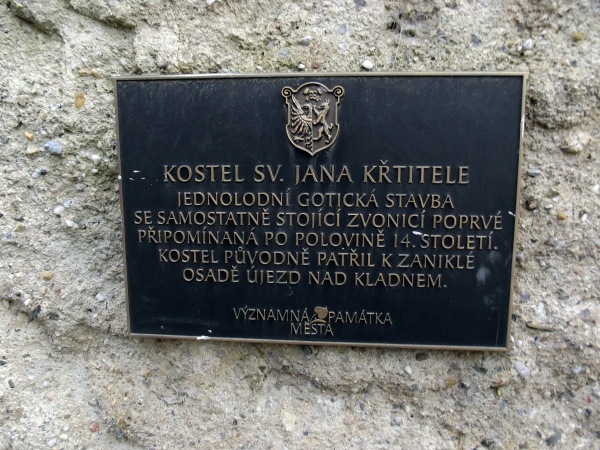 KOSTEL SV. JANA KŘTITELE
JEDNOLODNÍ GOTICKÁ STAVBA
SE SAMOSTATNĚ STOJÍCÍ ZVONICÍ POPRVÉ
PŘIPOMÍNANÁ PO POLOVINĚ 14. STOLETÍ.
KOSTEL PŮVODNĚ PATŘIL K ZANIKLÉ
OSADĚ ÚJEZD NAD KLADNEM.
VÝZNAMNÁ PAMÁTKA
MĚSTA